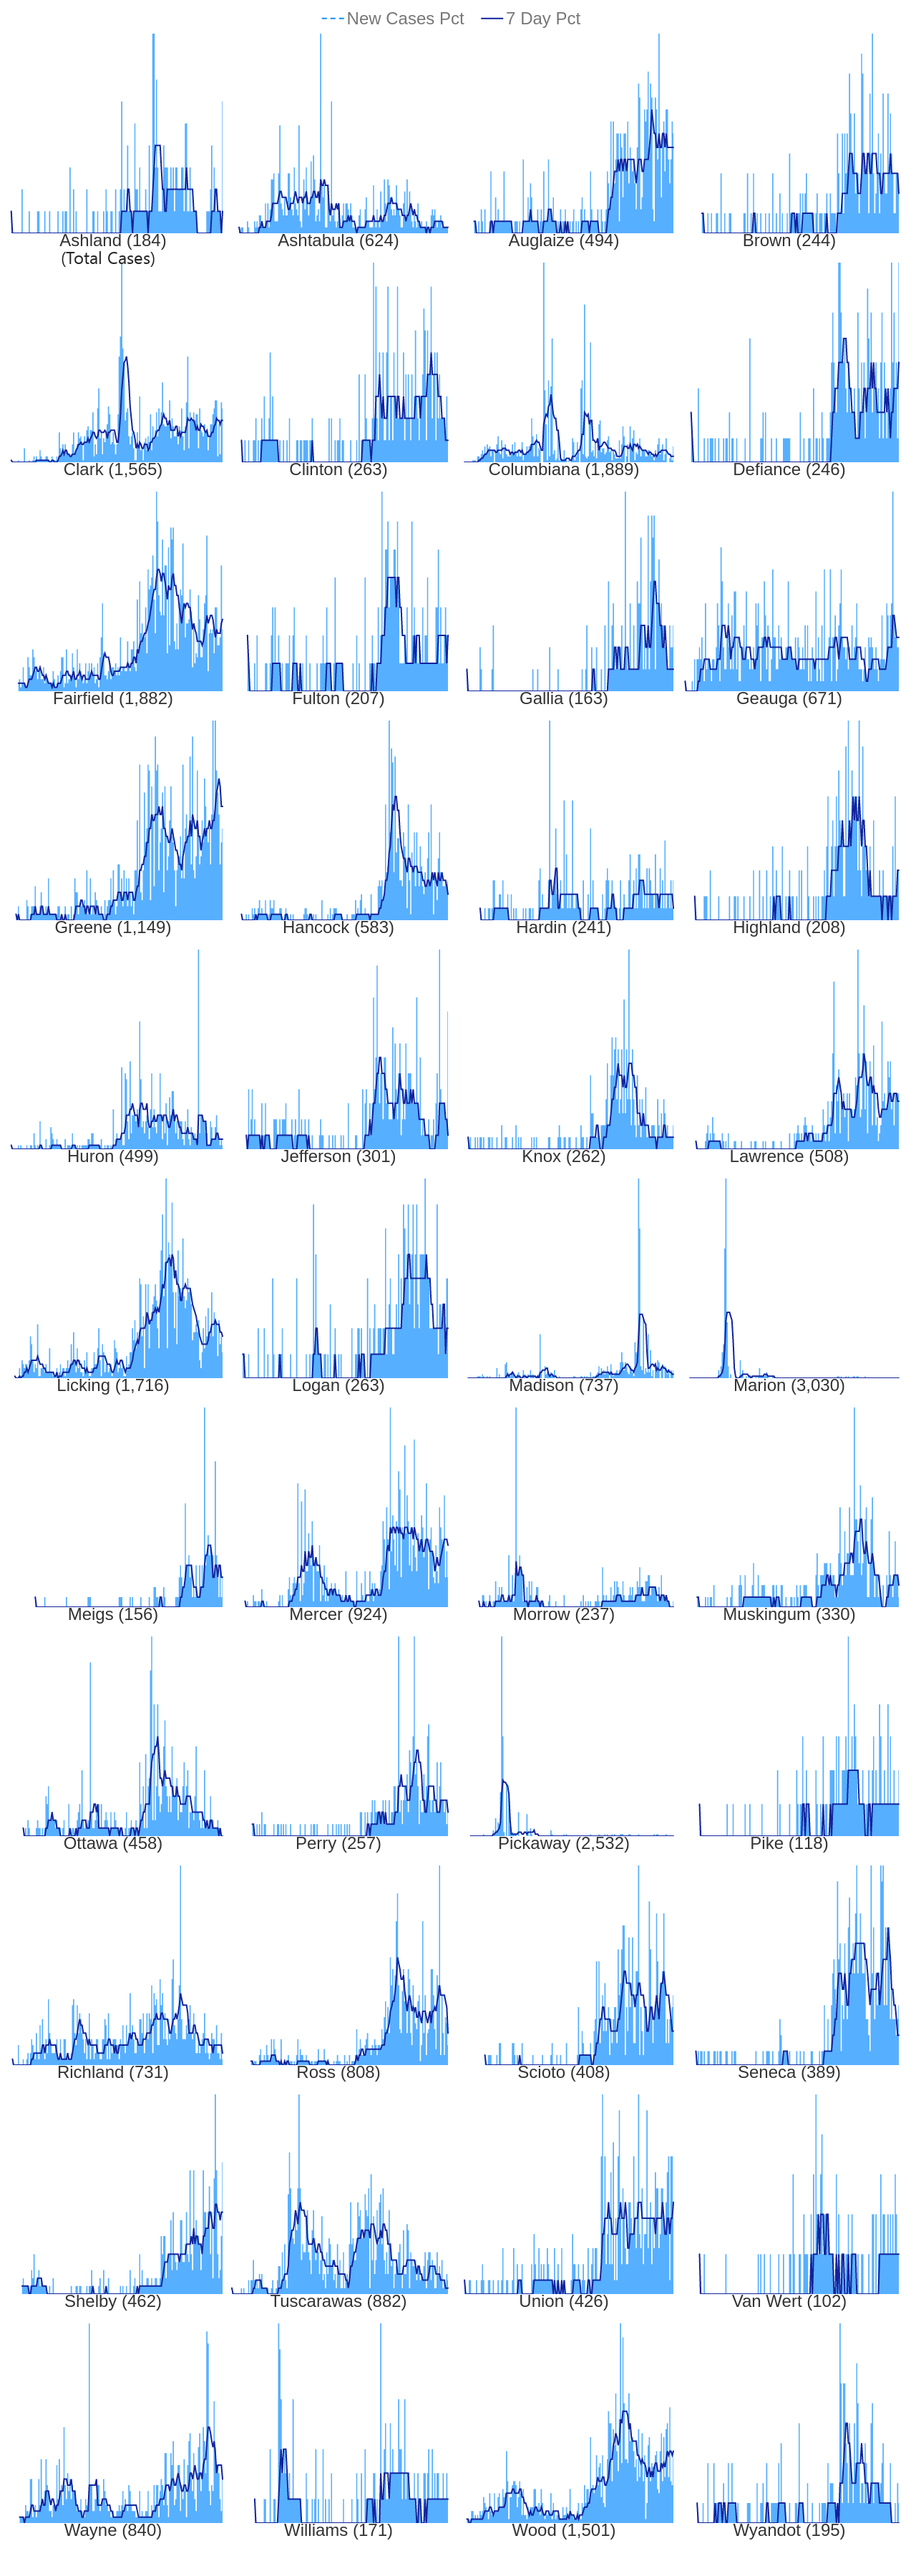 New Cases Pct 7 Day Pct
Ashland (184) Ashtabula (624) Auglaize (494) Brown (244)
(Total Cases)
Clark (1,565) Clinton (263) Columbiana (1,889) Defiance (246)
Fairfield (1,882) Fulton (207) Gallia (163) Geauga (671)
Greene (1,149) Hancock (583) Hardin (241) Highland (208)
Huron (499) Jefferson (301) Knox (262) Lawrence (508)
Licking (1,716) Logan (263) Madison (737) Marion (3,030)
Meigs (156) Mercer (924) Morrow (237) Muskingum (330)
Ottawa (458) Perry (257) Pickaway (2,532) Pike (118)
Richland (731) Ross (808) Scioto (408) Seneca (389)
Shelby (462) Tuscarawas (882) Union (426) Van Wert (102)
Wayne (840) Williams (171) Wood (1,501) Wyandot (195)